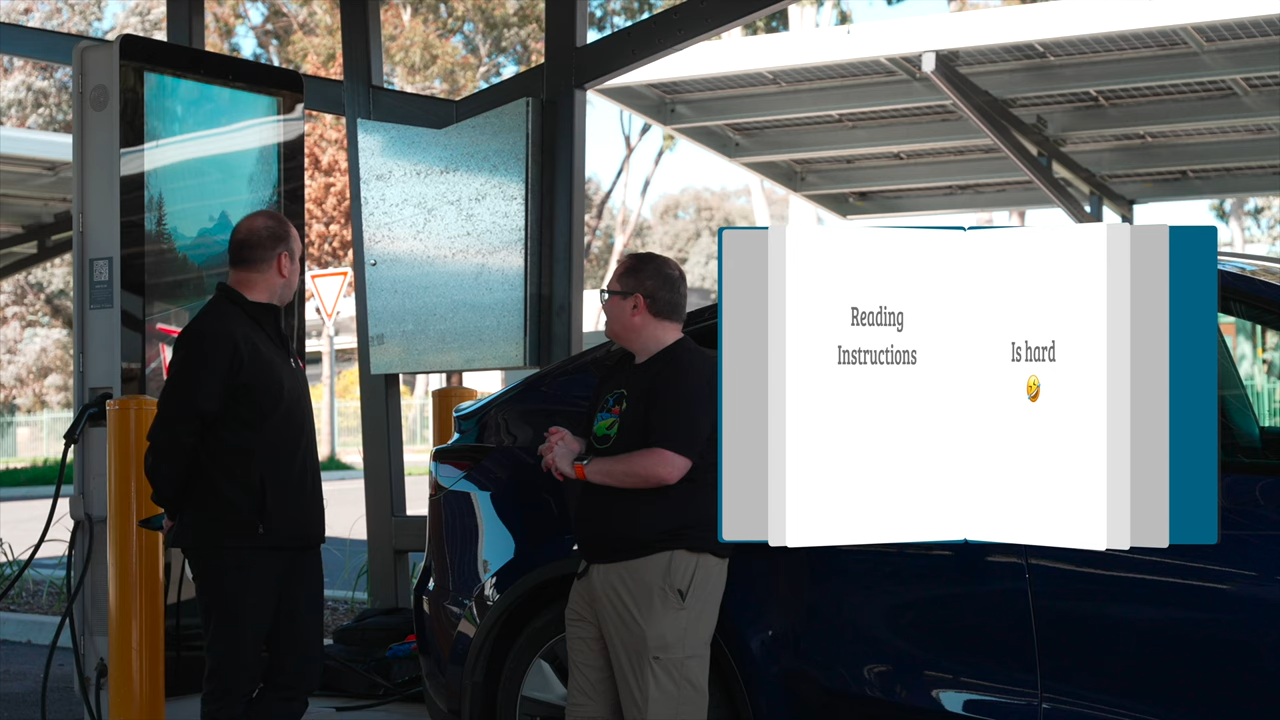 Reading
Instructions
Is hard
🤣